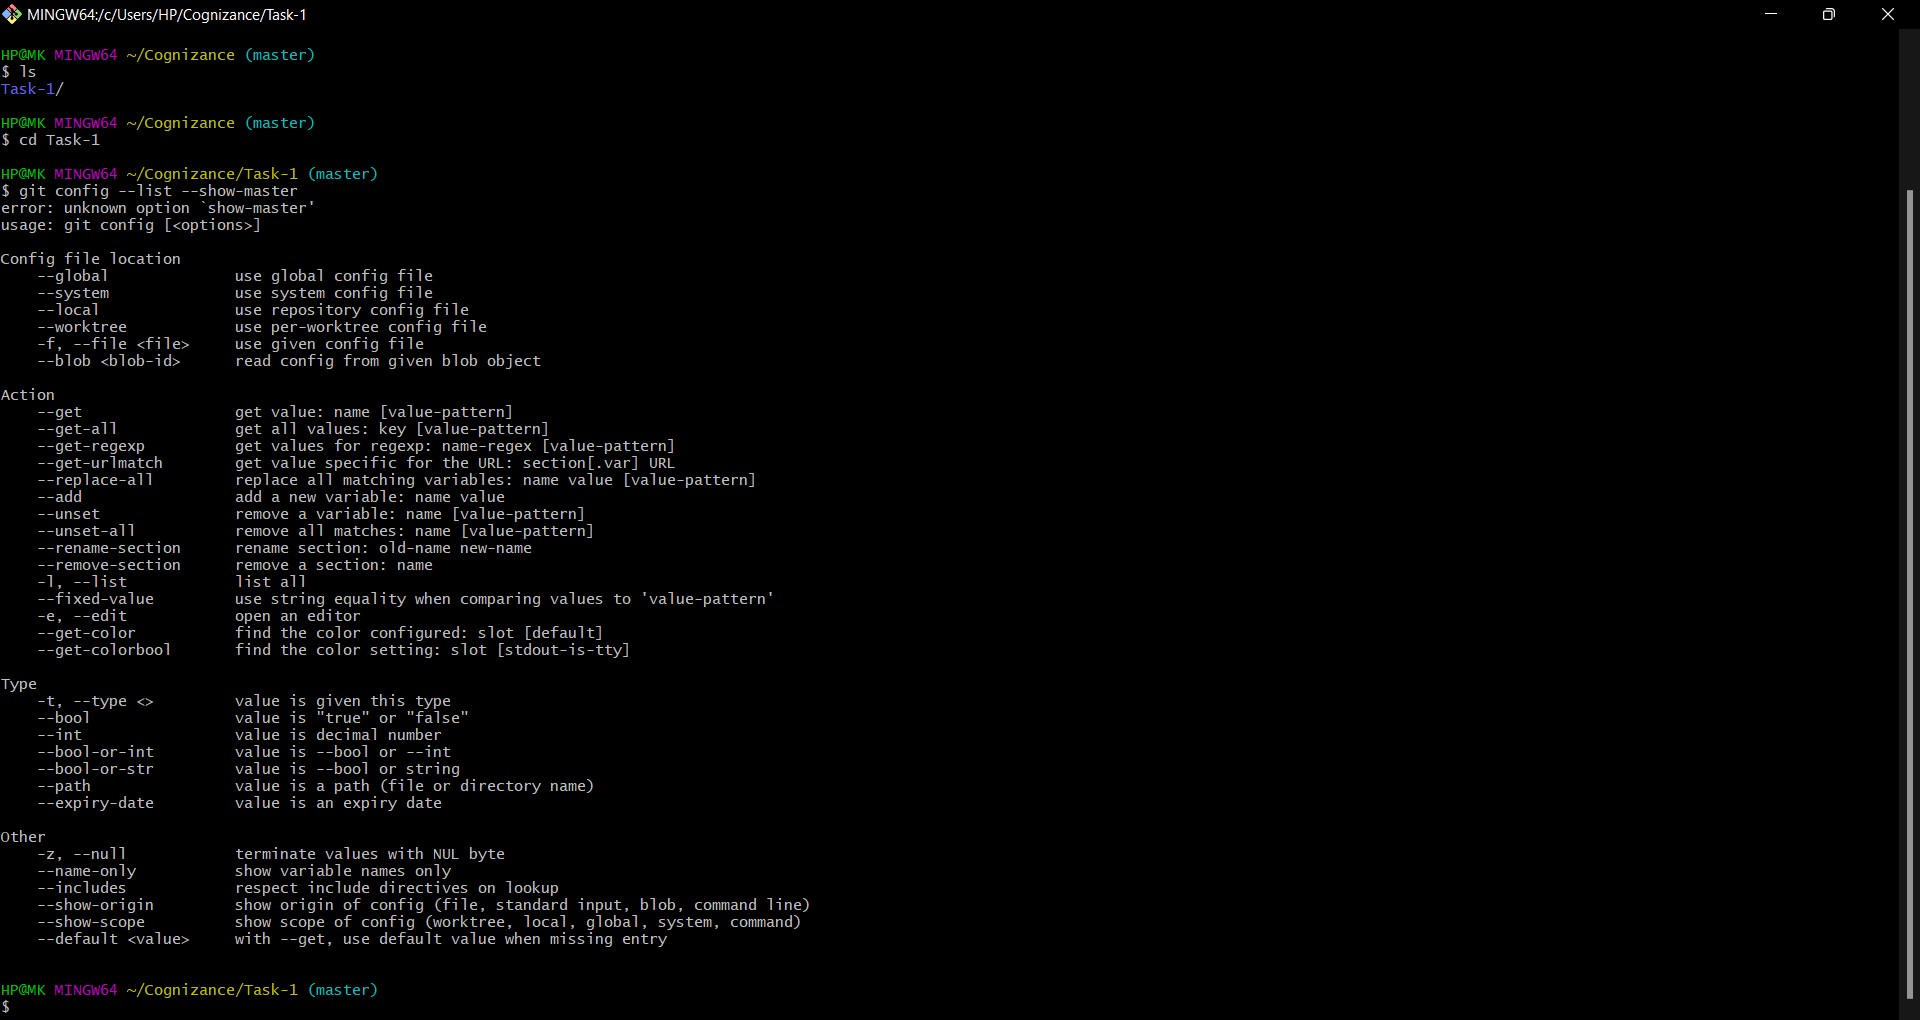 MINGW64:/c/Users/HP/Cognizance/Task-1
HP@MK MINGW64 ~/Cognizance (master)
$ ls
Task-1/
HP@MK MINGW64 ~/Cognizance (master)
$ cd Task-1
HP@MK MINGW64 ~/Cognizance/Task-1 (master)
$ git config --list --show-master
error: unknown option `show-master'
usage: git config [<options>]
Config file location
    --global              use global config file
    --system              use system config file
    --local               use repository config file
    --worktree            use per-worktree config file
    -f, --file <file>     use given config file
    --blob <blob-id>      read config from given blob object
Action
    --get                 get value: name [value-pattern]
    --get-all             get all values: key [value-pattern]
    --get-regexp          get values for regexp: name-regex [value-pattern]
    --get-urlmatch        get value specific for the URL: section[.var] URL
    --replace-all         replace all matching variables: name value [value-pattern]
    --add                 add a new variable: name value
    --unset               remove a variable: name [value-pattern]
    --unset-all           remove all matches: name [value-pattern]
    --rename-section      rename section: old-name new-name
    --remove-section      remove a section: name
    -l, --list            list all
    --fixed-value         use string equality when comparing values to 'value-pattern'
    -e, --edit            open an editor
    --get-color           find the color configured: slot [default]
    --get-colorbool       find the color setting: slot [stdout-is-tty]
Type
    -t, --type <>         value is given this type
    --bool                value is "true" or "false"
    --int                 value is decimal number
    --bool-or-int         value is --bool or --int
    --bool-or-str         value is --bool or string
    --path                value is a path (file or directory name)
    --expiry-date         value is an expiry date
Other
    -z, --null            terminate values with NUL byte
    --name-only           show variable names only
    --includes            respect include directives on lookup
    --show-origin         show origin of config (file, standard input, blob, command line)
    --show-scope          show scope of config (worktree, local, global, system, command)
    --default <value>     with --get, use default value when missing entry
HP@MK MINGW64 ~/Cognizance/Task-1 (master)
$